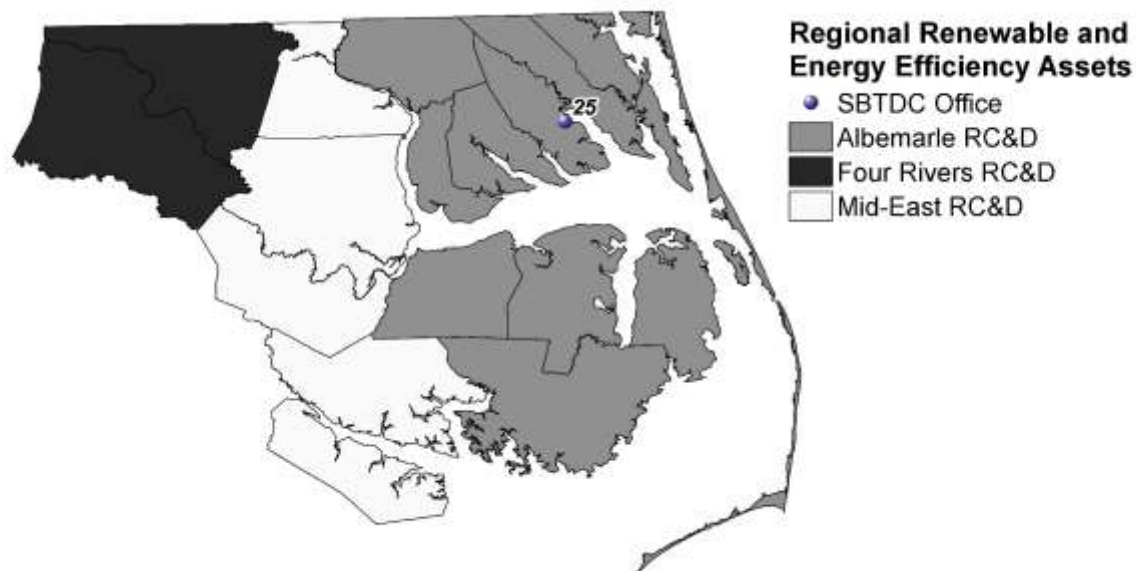 Regional Renewable and
Energy Efficiency Assets
SBTDC Office
Albemarle RC&D
Four Rivers RC&D
Mid-East RC&D
25